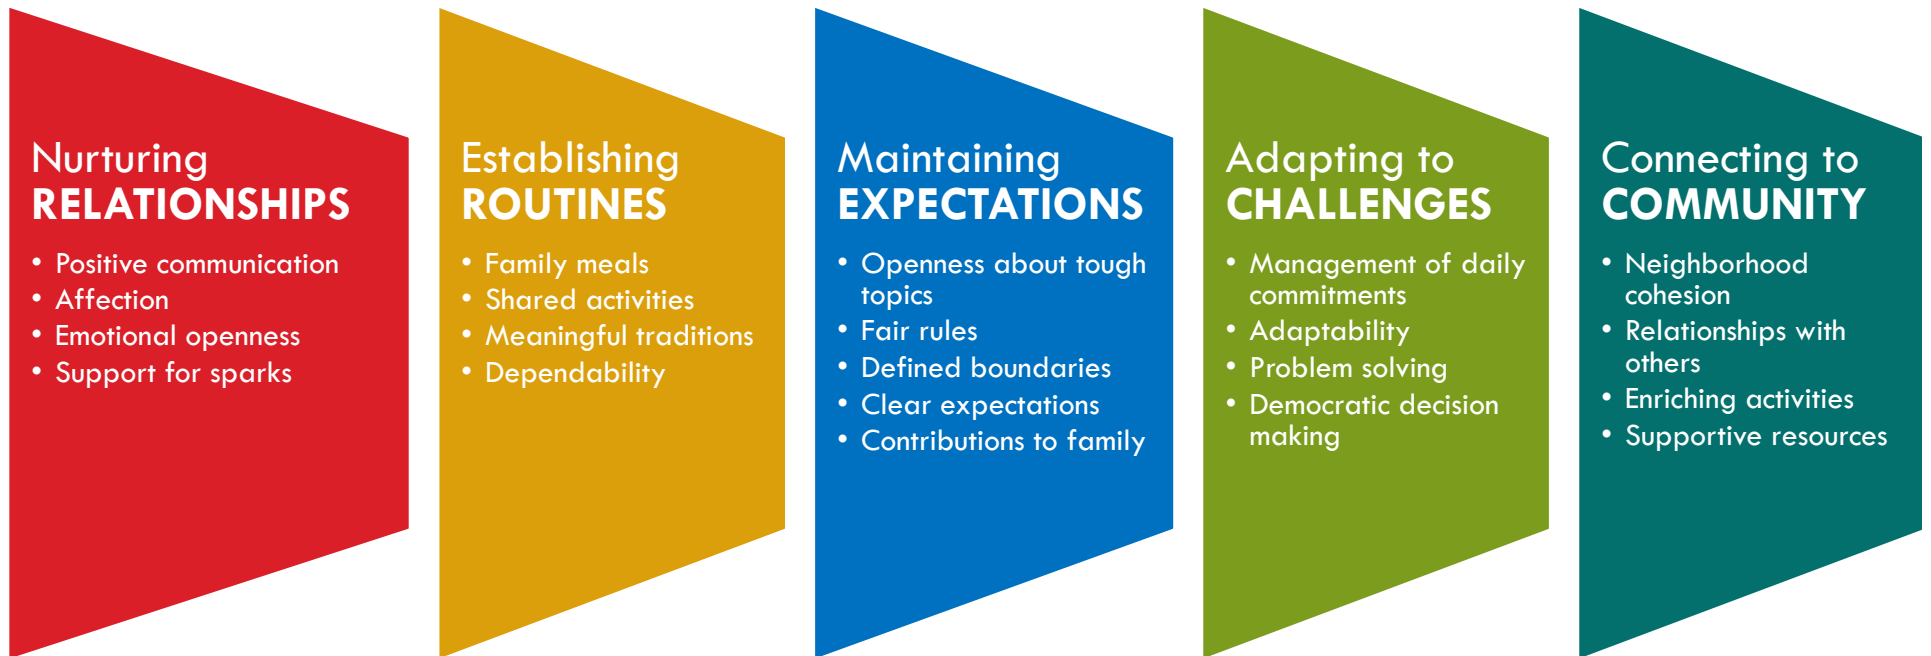 Nurturing
RELATIONSHIPS
• Positive communication
• Affection
• Emotional openness
• Support for sparks
Establishing
ROUTINES
• Family meals
• Shared activities
• Meaningful traditions
• Dependability
Maintaining
EXPECTATIONS
• Openness about tough
topics
• Fair rules
• Defined boundaries
• Clear expectations
• Contributions to family
Adapting to
CHALLENGES
• Management of daily
commitments
• Adaptability
• Problem solving
• Democratic decision
making
Connecting to
COMMUNITY
• Neighborhood
cohesion
• Relationships with
others
• Enriching activities
• Supportive resources